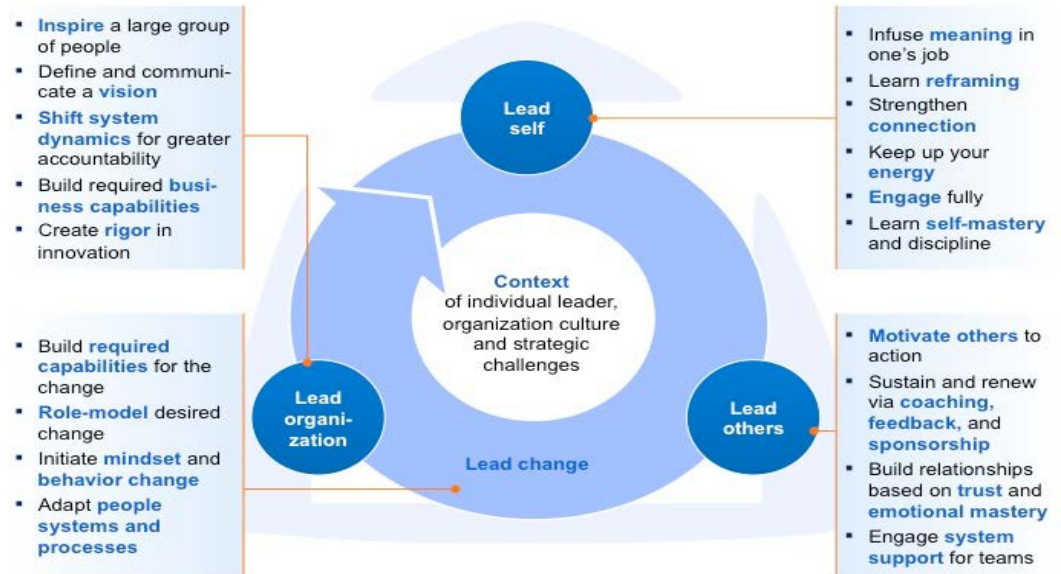 Inspire a large group
of people
Define and communi-
cate a vision
Shift system
dynamics for greater
accountability
Build required busi-
ness capabilities
Create rigor in
innovation
Lead
self
Infuse meaning in
one's job
Learn reframing
Strengthen
connection
Keep up your
energy
Engage fully
Learn self-mastery
and discipline
Context
of individual leader,
organization culture
and strategic
challenges
Build required
capabilities for the
change
Role-model desired
change
Initiate mindset and
behavior change
Adapt people
systems and
processes
Lead
organi-
zation
Lead change
Lead
others
Motivate others to
action
Sustain and renew
via coaching,
feedback, and
sponsorship
Build relationships
based on trust and
emotional mastery
Engage system
support for teams